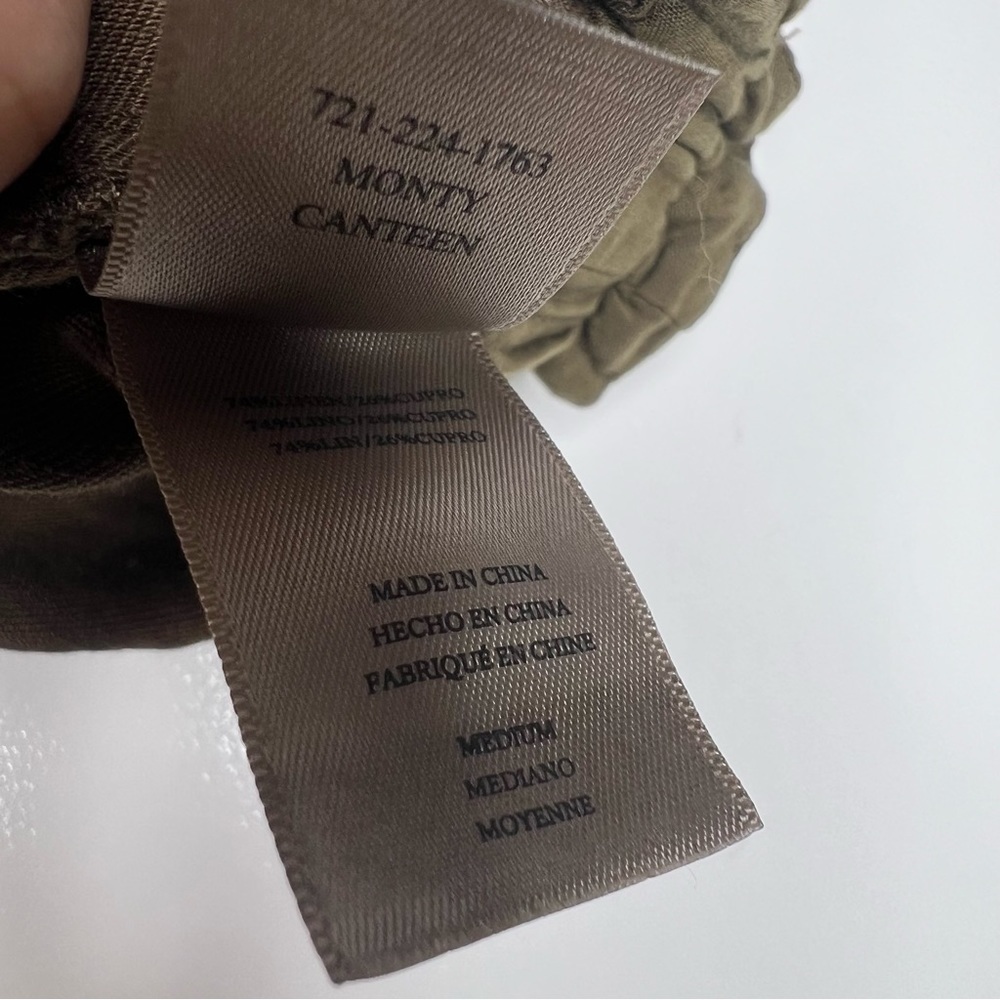 721-224-1763
MONTY
CANTEEN
74%LINEN/26%CUPRO
74%LINO/26%CUPRO
74%LIN/26%CUPRO
MADE IN CHINA
HECHO EN CHINA
FABRIQUÉ EN CHINE
MEDIUM
MEDIANO
MOYENNE